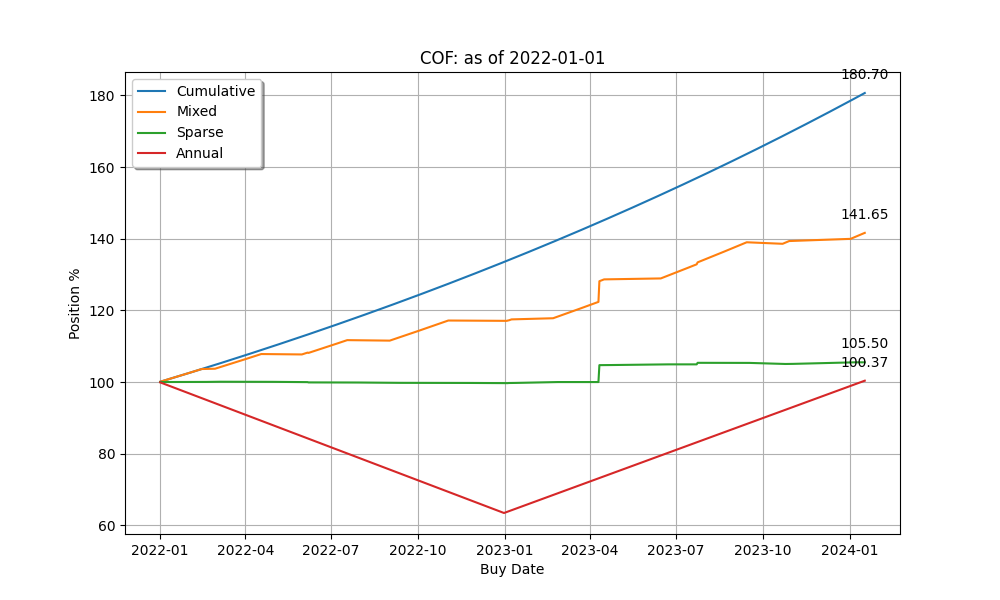 COF: as of 2022-01-01
Cumulative
Mixed
Sparse
Annual
180.70
141.65
105.50
100.37
Position %
180
160
140
120
100
80
60
2022-01 2022-04 2022-07 2022-10 2023-01 2023-04 2023-07 2023-10 2024-01
Buy Date